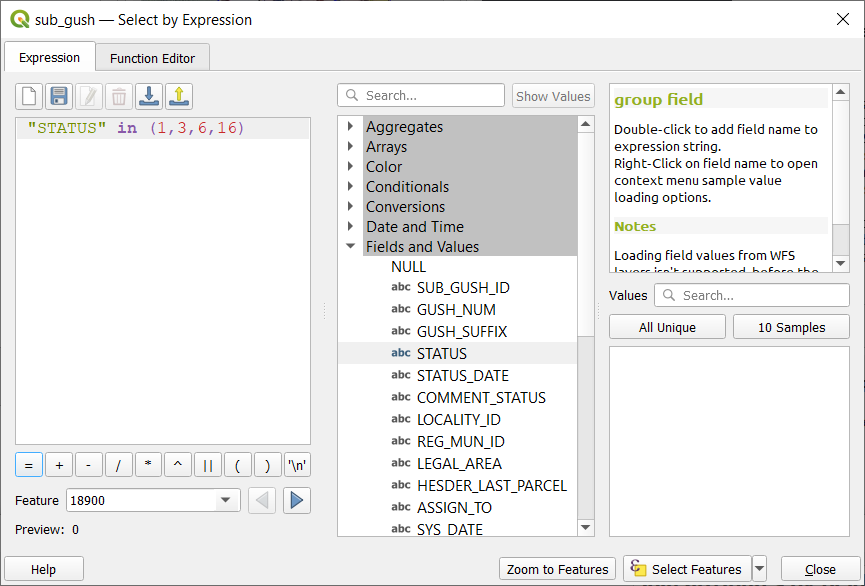 sub_gush — Select by Expression
Expression
Function Editor
"STATUS" in (1,3,6,16)
= + - / * ^ || ( ) '\n'
Feature 18900
Preview: 0
Search...
Show Values
Aggregates
Arrays
Color
Conditionals
Conversions
Date and Time
Fields and Values
NULL
abc SUB_GUSH_ID
abc GUSH_NUM
abc GUSH_SUFFIX
abc STATUS
abc STATUS_DATE
abc COMMENT_STATUS
abc LOCALITY_ID
abc REG_MUN_ID
abc LEGAL_AREA
abc HESDER_LAST_PARCEL
abc ASSIGN_TO
abc SYS_DATE
group field
Double-click to add field name to
expression string.
Right-Click on field name to open
context menu sample value
loading options.
Notes
Loading field values from WFS
layers isn't supported, before the
Values Search...
All Unique
10 Samples
Help
Zoom to Features
Select Features
Close